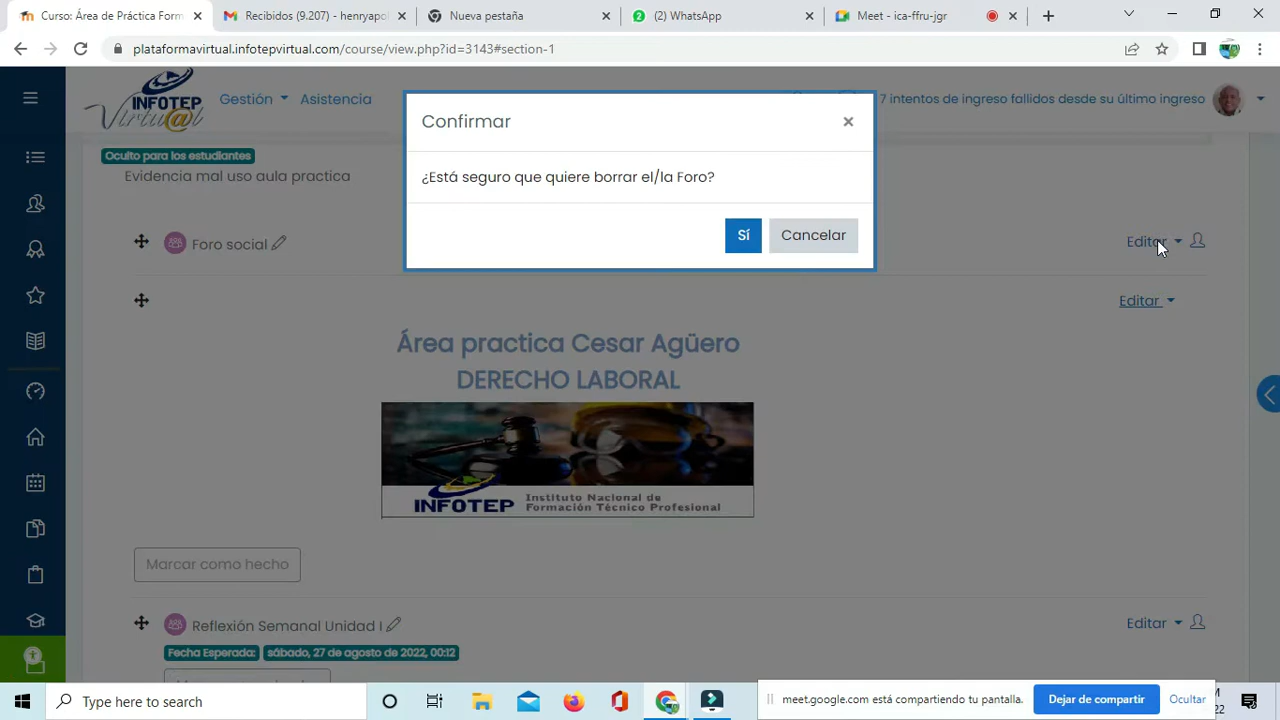 Curso: Área de Práctica Form
Recibidos (9.207) - henryapol
Nueva pestaña
(2) WhatsApp
Meet - ica-ffru-jgr
plataformavirtual.infotepvirtual.com/course/view.php?id=3143#section-1
INFOTEP
Virtu@l
Gestión
Asistencia
7 intentos de ingreso fallidos desde su último ingreso
Confirmar
¿Está seguro que quiere borrar el/la Foro?
Sí
Cancelar
Oculto para los estudiantes
Evidencia mal uso aula practica
Foro social
Editar
Editar
Área practica Cesar Agüero
DERECHO LABORAL
INFOTEP
Instituto Nacional de
Formación Técnico Profesional
Marcar como hecho
Reflexión Semanal Unidad I
Editar
Fecha Esperada: sábado, 27 de agosto de 2022, 00:12
Type here to search
meet.google.com está compartiendo tu pantalla.
Dejar de compartir
Ocultar